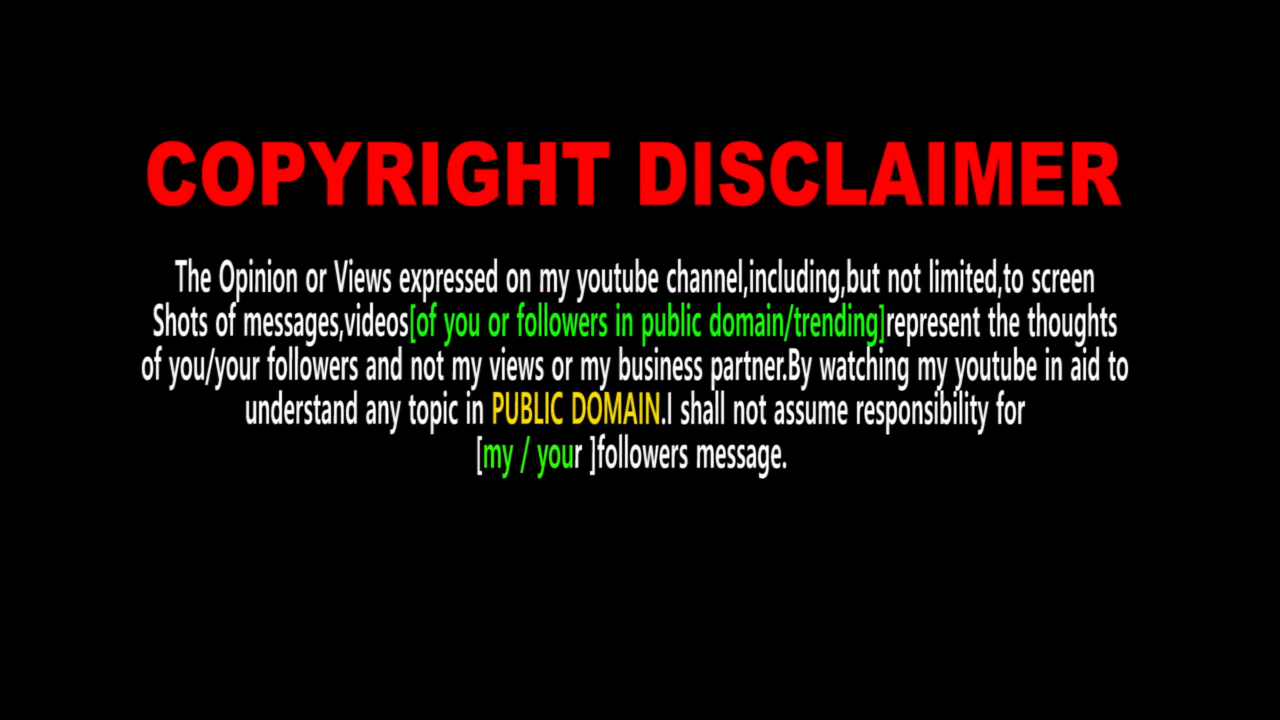 COPYRIGHT DISCLAIMER
The Opinion or Views expressed on my youtube channel,including,but not limited,to screen
Shots of messages,videos[of you or followers in public domain/trending]represent the thoughts
of you/your followers and not my views or my business partner.By watching my youtube in aid to
understand any topic in PUBLIC DOMAIN.I shall not assume responsibility for
[my / your ]followers message.